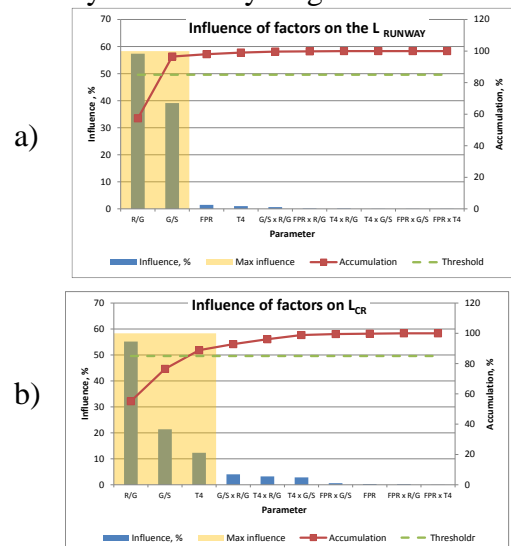 a)
Influence of factors on the L RUNWAY
70
60
50
40
30
20
10
0
120
100
80
60
40
20
0
Influence , %
Accumulation, %
R/G G/S FPR T4 G/S x R/G FPR x R/G T4 x R/G T4 x G/S FPR x G/S FPR x T4
Parameter
Influence, % Max influence Accumulation Threshold
b)
Influence of factors on LCR
70
60
50
40
30
20
10
0
120
100
80
60
40
20
0
Influence, %
Accumulation, %
R/G G/S T4 G/S x R/G T4 x R/G T4 x G/S FPR x G/S FPR FPR x R/G FPR x T4
Parameter
Influence, % Max influence Accumulation Thresholdr